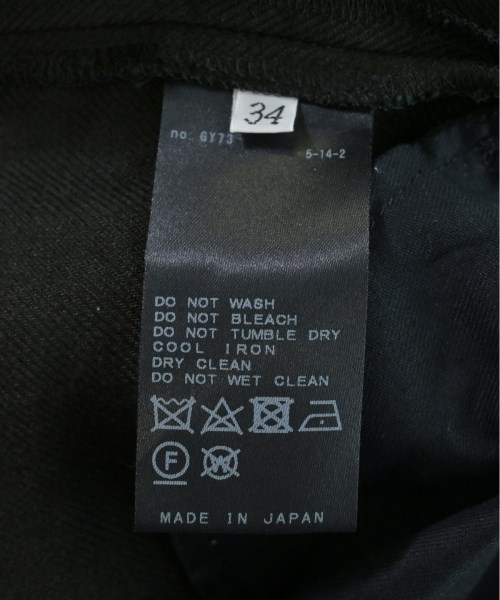 34
no. GY73
5-14-2
DO NOT WASH
DO NOT BLEACH
DO NOT TUMBLE DRY
COOL IRON
DRY CLEAN
DO NOT WET CLEAN
F W
MADE IN JAPAN